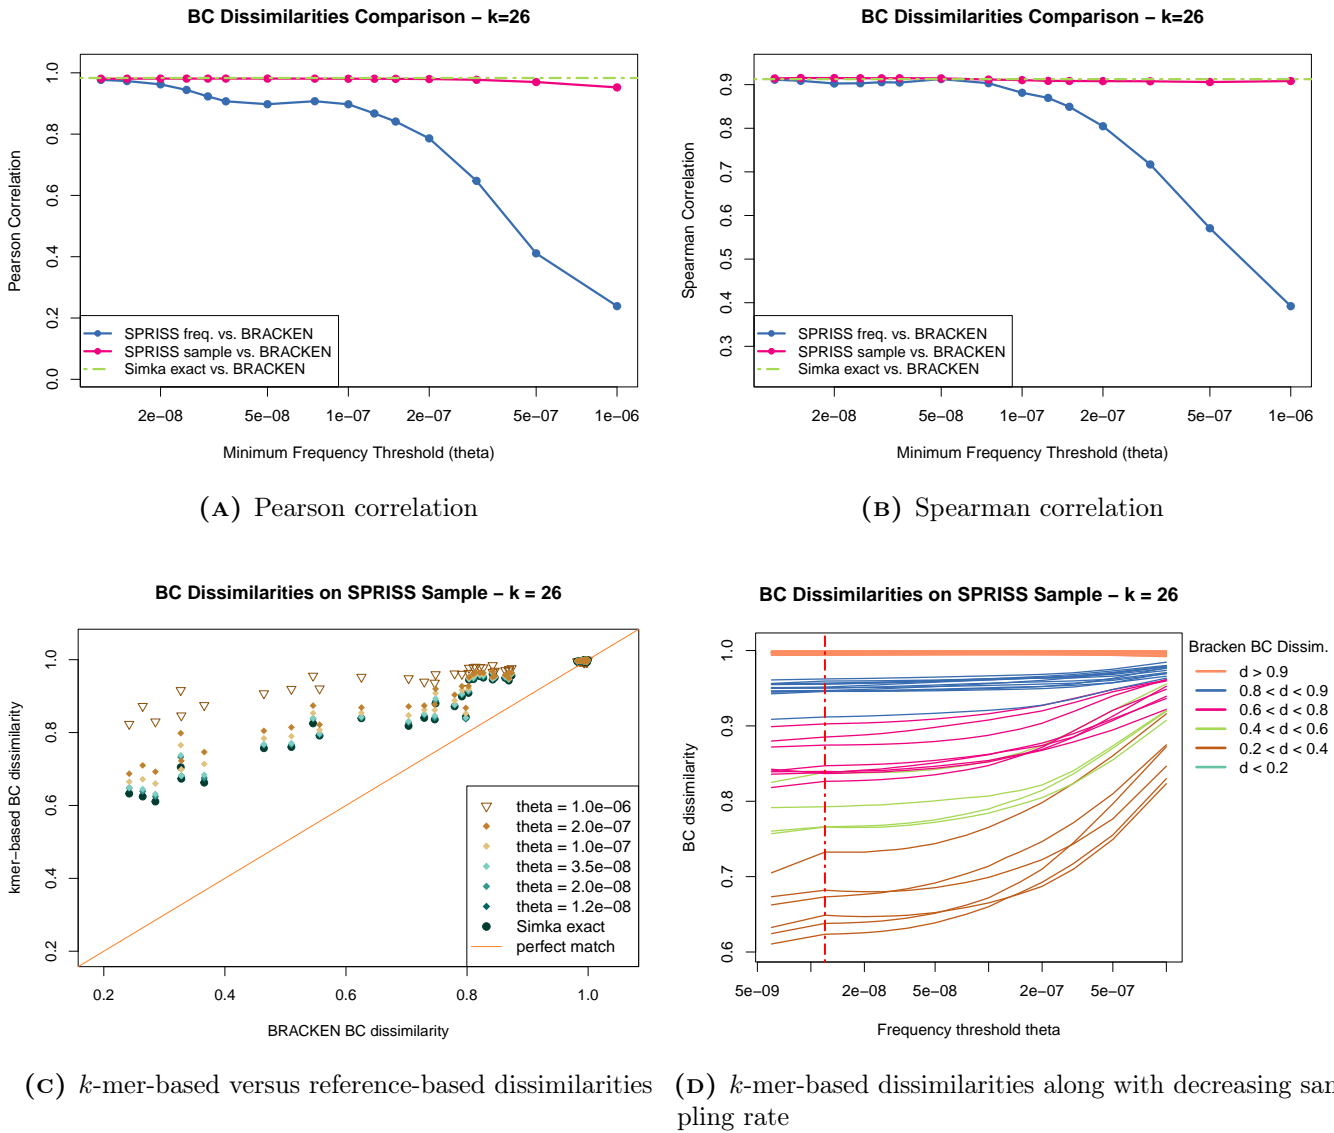 BC Dissimilarities Comparison – k=26
Pearson Correlation
0.0
0.2
0.4
0.6
0.8
1.0
SPRISS freq. vs. BRACKEN
SPRISS sample vs. BRACKEN
Simka exact vs. BRACKEN
2e−08
5e−08
1e−07
2e−07
5e−07
1e−06
Minimum Frequency Threshold (theta)
(A) Pearson correlation
BC Dissimilarities Comparison – k=26
Spearman Correlation
0.3
0.4
0.5
0.6
0.7
0.8
0.9
SPRISS freq. vs. BRACKEN
SPRISS sample vs. BRACKEN
Simka exact vs. BRACKEN
2e−08
5e−08
1e−07
2e−07
5e−07
1e−06
Minimum Frequency Threshold (theta)
(B) Spearman correlation
BC Dissimilarities on SPRISS Sample – k = 26
kmer−based BC dissimilarity
0.2
0.4
0.6
0.8
1.0
theta = 1.0e−06
theta = 2.0e−07
theta = 1.0e−07
theta = 3.5e−08
theta = 2.0e−08
theta = 1.2e−08
Simka exact
perfect match
0.2
0.4
0.6
0.8
1.0
BRACKEN BC dissimilarity
(C) k-mer-based versus reference-based dissimilarities
BC Dissimilarities on SPRISS Sample – k = 26
BC dissimilarity
0.6
0.7
0.8
0.9
1.0
Bracken BC Dissim.
d > 0.9
0.8 < d < 0.9
0.6 < d < 0.8
0.4 < d < 0.6
0.2 < d < 0.4
d < 0.2
5e−09
2e−08
5e−08
2e−07
5e−07
Frequency threshold theta
(D) k-mer-based dissimilarities along with decreasing sam
pling rate